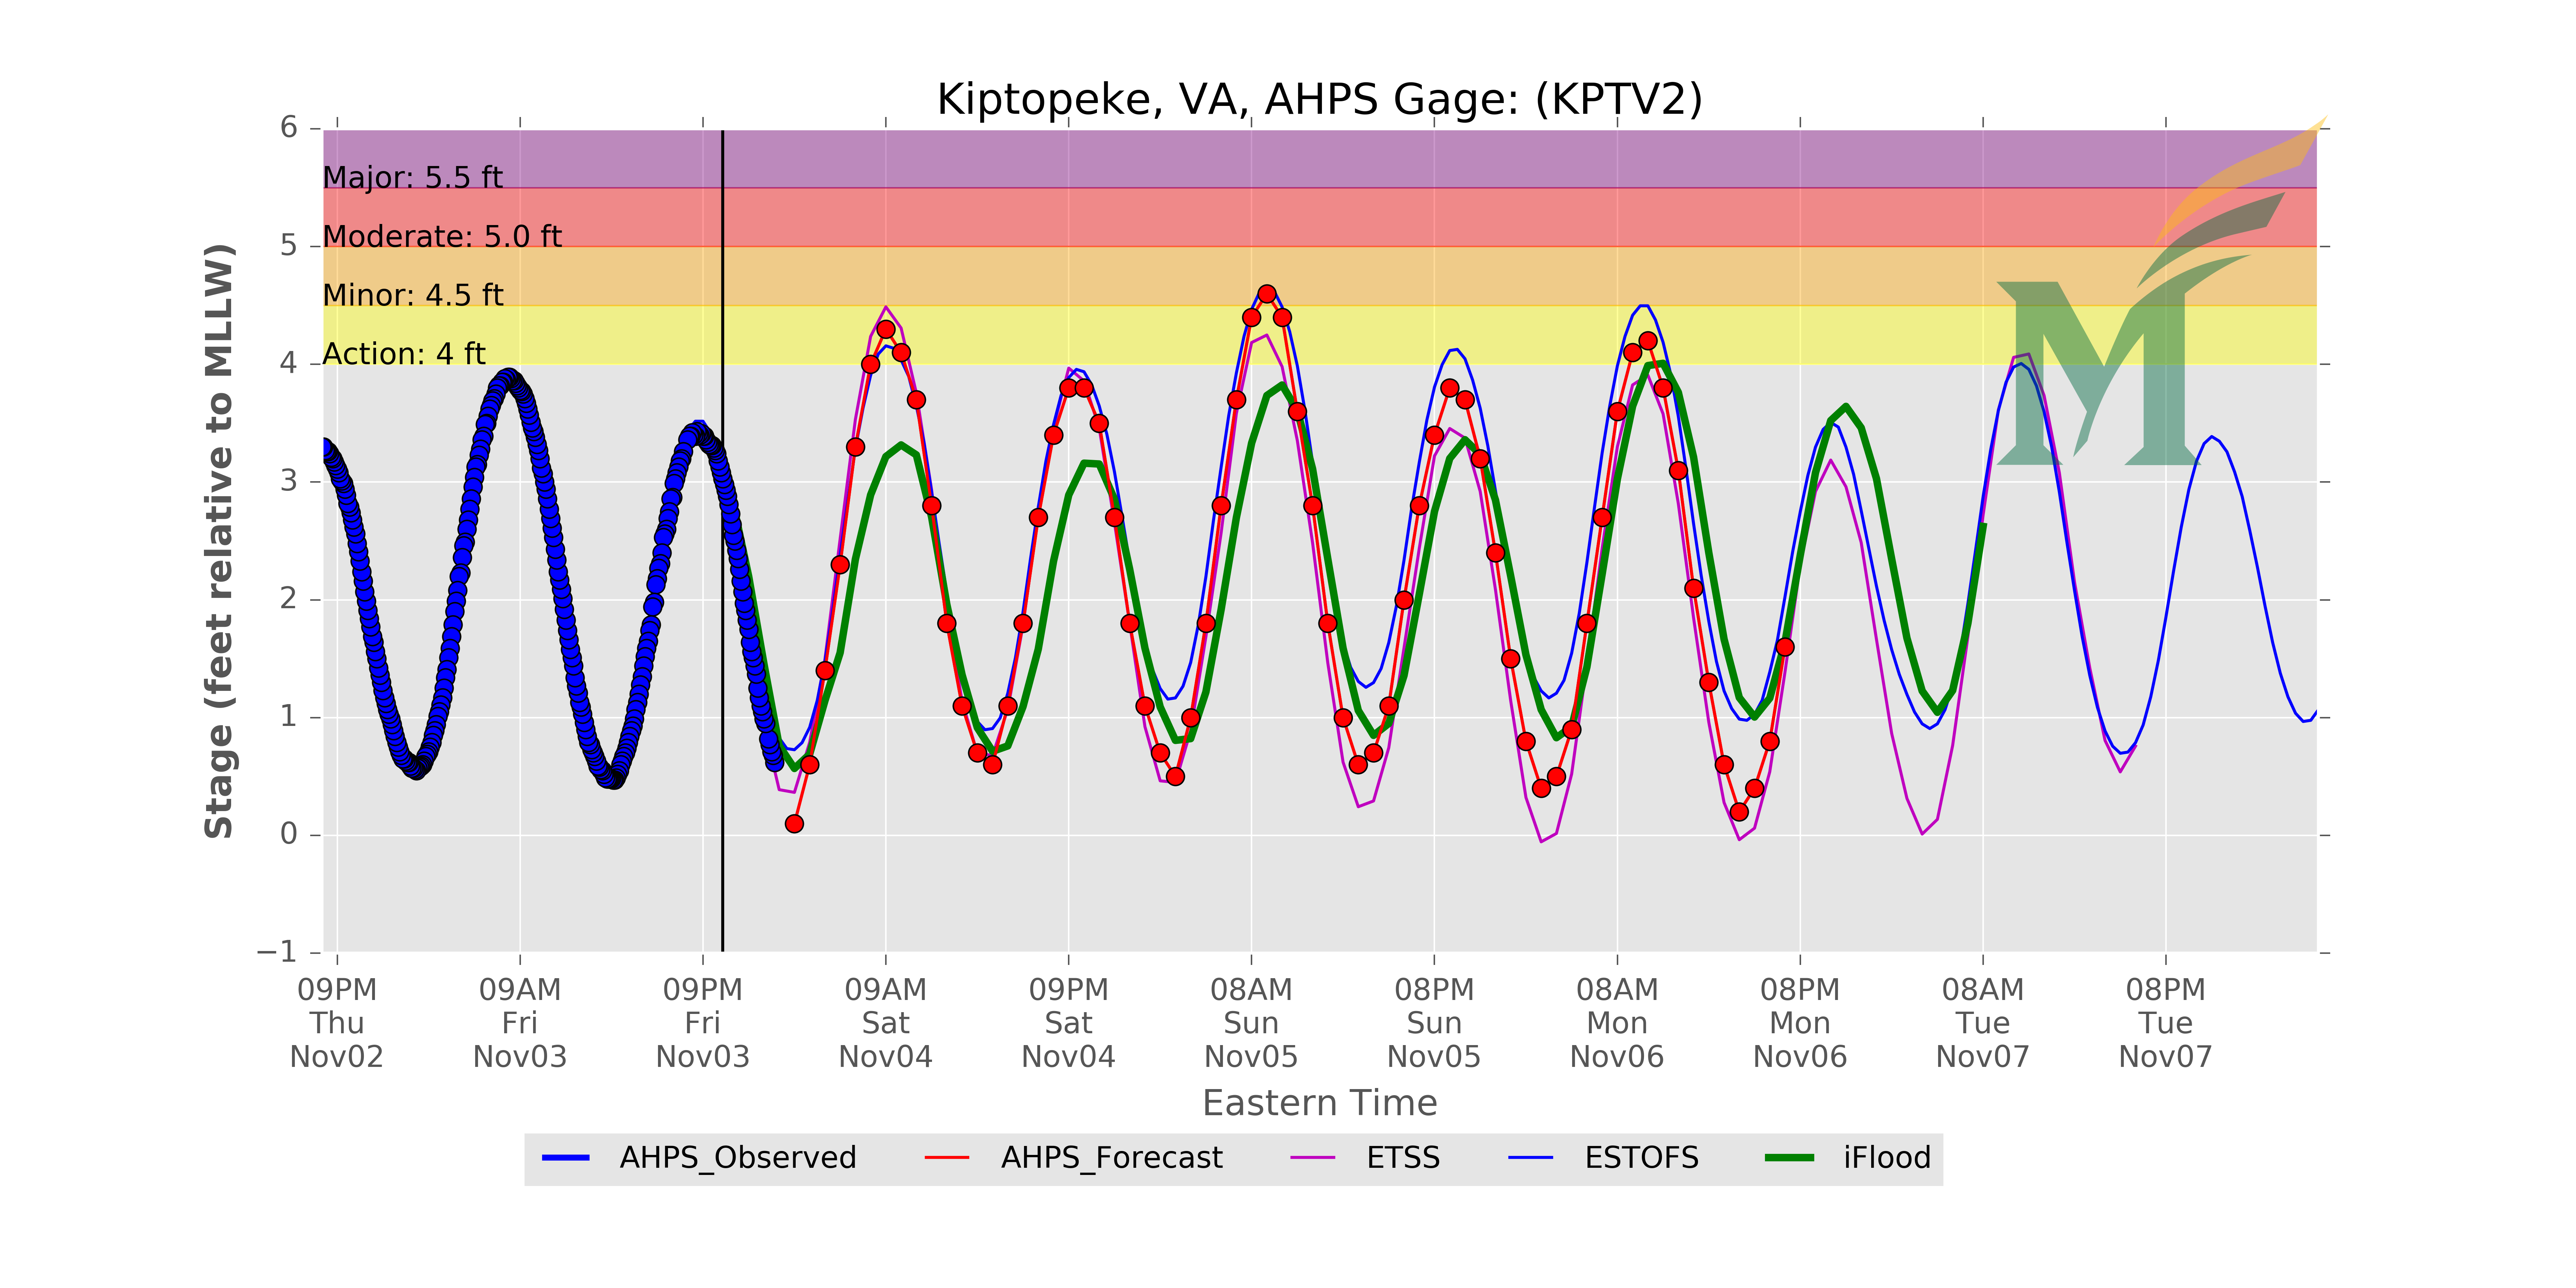 Kiptopeke, VA, AHPS Gage: (KPTV2)
Stage (feet relative to MLLW)
6
5
4
3
2
1
0
−1
Major: 5.5 ft
Moderate: 5.0 ft
Minor: 4.5 ft
Action: 4 ft
M
09PM 09AM 09PM 09AM 09PM 08AM 08PM 08AM 08PM 08AM 08PM
Thu Fri Fri Sat Sat Sun Sun Mon Mon Tue Tue
Nov02 Nov03 Nov03 Nov04 Nov04 Nov05 Nov05 Nov06 Nov06 Nov07 Nov07
Eastern Time
AHPS_Observed AHPS_Forecast ETSS ESTOFS iFlood